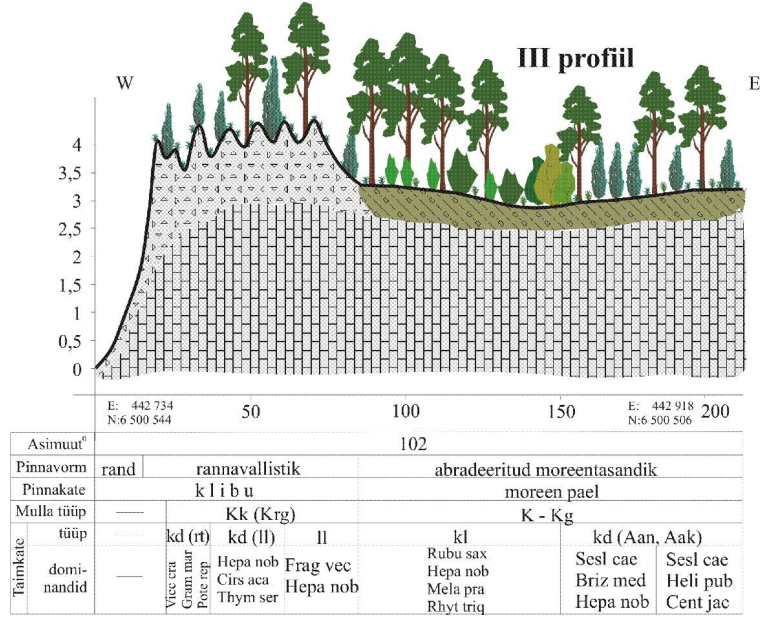 III profiil
W
E
4
3,5
3
2,5
2
1,5
1
0,5
0
E: 442 734
N:6 500 544
50
100
150
E: 442 918
N:6 500 506
200
Asimuut° 102
Pinnavorm rand rannavallistik abradeeritud moreentasandik
Pinnakate klibu moreen pael
Mulla tüüp Kk (Krg) K - Kg
Taimkate
tüüp kd (rt) kd (ll) ll kl kd (Aan, Aak)
domi-
nandid
Vicc cra
Gram mar
Pote rep
Hepa nob
Cirs aca
Thym ser
Frag vec
Hepa nob
Rubu sax
Hepa nob
Mela pra
Rhyt triq
Sesl cae
Briz med
Hepa nob
Sesl cae
Heli pub
Cent jac